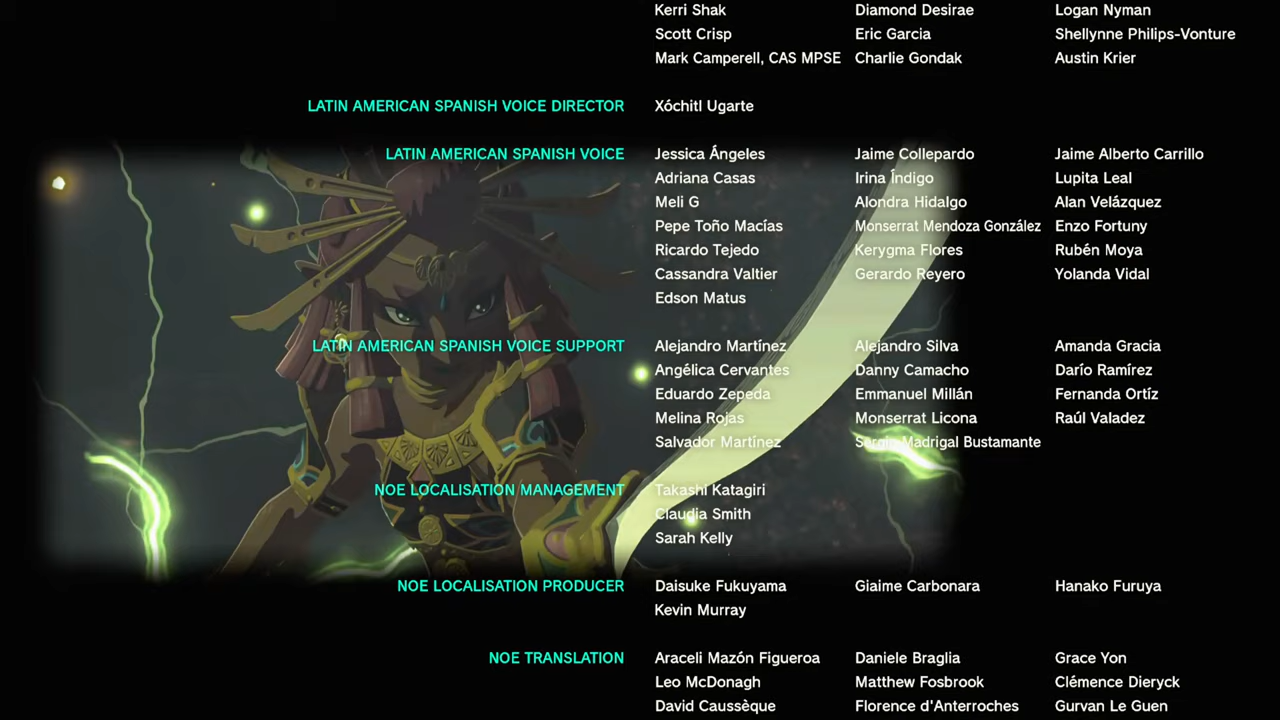 Kerri Shak Diamond Desirae Logan Nyman
Scott Crisp Eric Garcia Shellynne Philips-Vonture
Mark Camperell, CAS MPSE Charlie Gondak Austin Krier
LATIN AMERICAN SPANISH VOICE DIRECTOR Xóchitl Ugarte
LATIN AMERICAN SPANISH VOICE Jessica Ángeles Jaime Collepardo Jaime Alberto Carrillo
Adriana Casas Irina Índigo Lupita Leal
Meli G Alondra Hidalgo Alan Velázquez
Pepe Toño Macías Monserrat Mendoza González Enzo Fortuny
Ricardo Tejedo Kerygma Flores Rubén Moya
Cassandra Valtier Gerardo Reyero Yolanda Vidal
Edson Matus
LATIN AMERICAN SPANISH VOICE SUPPORT Alejandro Martínez Alejandro Silva Amanda Gracia
Angélica Cervantes Danny Camacho Darío Ramírez
Eduardo Zepeda Emmanuel Millán Fernanda Ortíz
Melina Rojas Monserrat Licona Raúl Valadez
Salvador Martínez Sergio Madrigal Bustamante
NOE LOCALISATION MANAGEMENT Takashi Katagiri
Claudia Smith
Sarah Kelly
NOE LOCALISATION PRODUCER Daisuke Fukuyama Giaime Carbonara Hanako Furuya
Kevin Murray
NOE TRANSLATION Araceli Mazón Figueroa Daniele Braglia Grace Yon
Leo McDonagh Matthew Fosbrook Clémence Dieryck
David Caussèque Florence d'Anterroches Gurvan Le Guen